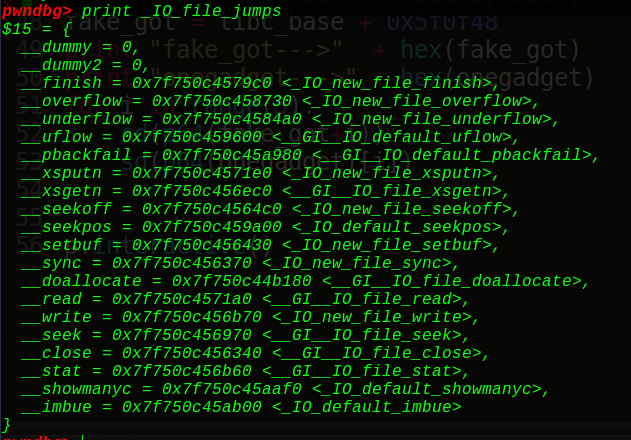 pwndbg> print _IO_file_jumps
$15 = {
__dummy = 0,
__dummy2 = 0,
__finish = 0x7f750c4579c0 <_IO_new_file_finish>,
__overflow = 0x7f750c458730 <_IO_new_file_overflow>,
__underflow = 0x7f750c4584a0 <_IO_new_file_underflow>,
__uflow = 0x7f750c459600 <__GI__IO_default_uflow>,
__pbackfail = 0x7f750c45a980 <__GI__IO_default_pbackfail>,
__xsputn = 0x7f750c4571e0 <_IO_new_file_xsputn>,
__xsgetn = 0x7f750c456ec0 <__GI__IO_file_xsgetn>,
__seekoff = 0x7f750c4564c0 <_IO_new_file_seekoff>,
__seekpos = 0x7f750c459a00 <_IO_default_seekpos>,
__setbuf = 0x7f750c456430 <_IO_new_file_setbuf>,
__sync = 0x7f750c456370 <_IO_new_file_sync>,
__doallocate = 0x7f750c44b180 <__GI__IO_file_doallocate>,
__read = 0x7f750c4571a0 <__GI__IO_file_read>,
__write = 0x7f750c456b70 <_IO_new_file_write>,
__seek = 0x7f750c456970 <__GI__IO_file_seek>,
__close = 0x7f750c456340 <__GI__IO_file_close>,
__stat = 0x7f750c456b60 <__GI__IO_file_stat>,
__showmanyc = 0x7f750c45aaf0 <_IO_default_showmanyc>,
__imbue = 0x7f750c45ab00 <_IO_default_imbue>
}
pwndbg>